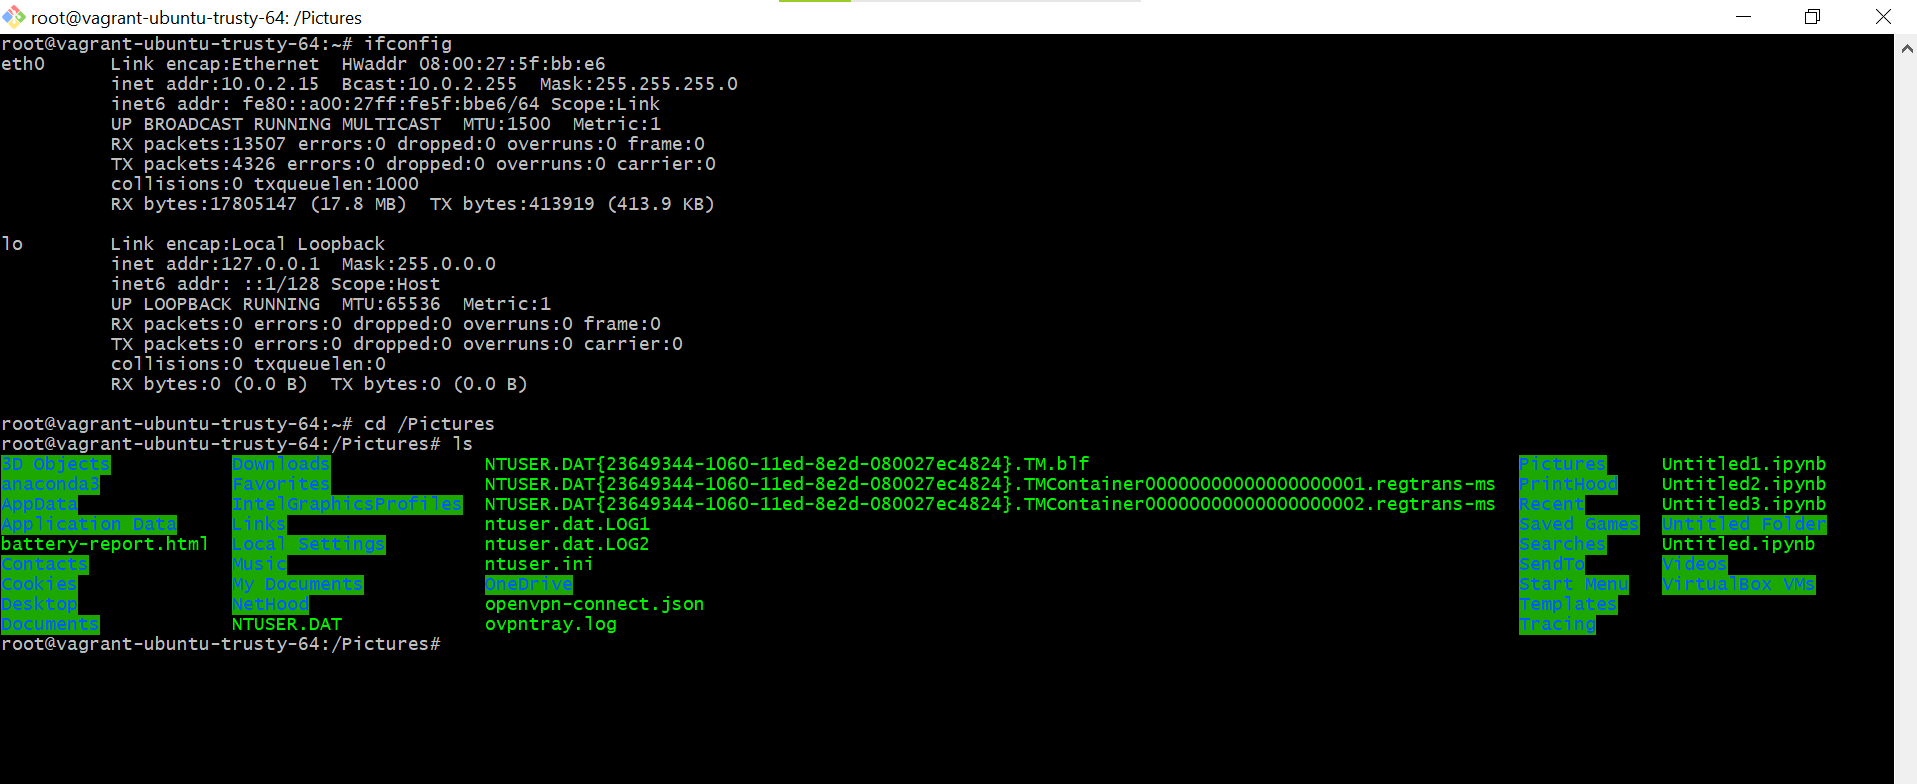 root@vagrant-ubuntu-trusty-64: /Pictures
root@vagrant-ubuntu-trusty-64:~# ifconfig
eth0      Link encap:Ethernet  HWaddr 08:00:27:5f:bb:e6
          inet addr:10.0.2.15  Bcast:10.0.2.255  Mask:255.255.255.0
          inet6 addr: fe80::a00:27ff:fe5f:bbe6/64 Scope:Link
          UP BROADCAST RUNNING MULTICAST  MTU:1500  Metric:1
          RX packets:13507 errors:0 dropped:0 overruns:0 frame:0
          TX packets:4326 errors:0 dropped:0 overruns:0 carrier:0
          collisions:0 txqueuelen:1000
          RX bytes:17805147 (17.8 MB)  TX bytes:413919 (413.9 KB)
lo        Link encap:Local Loopback
          inet addr:127.0.0.1  Mask:255.0.0.0
          inet6 addr: ::1/128 Scope:Host
          UP LOOPBACK RUNNING  MTU:65536  Metric:1
          RX packets:0 errors:0 dropped:0 overruns:0 frame:0
          TX packets:0 errors:0 dropped:0 overruns:0 carrier:0
          collisions:0 txqueuelen:0
          RX bytes:0 (0.0 B)  TX bytes:0 (0.0 B)
root@vagrant-ubuntu-trusty-64:~# cd /Pictures
root@vagrant-ubuntu-trusty-64:/Pictures# ls
3D Objects  Downloads  NTUSER.DAT{23649344-1060-11ed-8e2d-080027ec4824}.TM.blf  Pictures  Untitled1.ipynb
anaconda3  Favorites  NTUSER.DAT{23649344-1060-11ed-8e2d-080027ec4824}.TMContainer00000000000000000001.regtrans-ms  PrintHood  Untitled2.ipynb
AppData  IntelGraphicsProfiles  NTUSER.DAT{23649344-1060-11ed-8e2d-080027ec4824}.TMContainer00000000000000000002.regtrans-ms  Recent  Untitled3.ipynb
Application Data  Links  ntuser.dat.LOG1  Saved Games  Untitled Folder
battery-report.html  Local Settings  ntuser.dat.LOG2  Searches  Untitled.ipynb
Contacts  Music  ntuser.ini  SendTo  Videos
Cookies  My Documents  OneDrive  Start Menu  VirtualBox VMs
Desktop  NetHood  openvpn-connect.json  Templates
Documents  NTUSER.DAT  ovpntray.log  Tracing
root@vagrant-ubuntu-trusty-64:/Pictures#